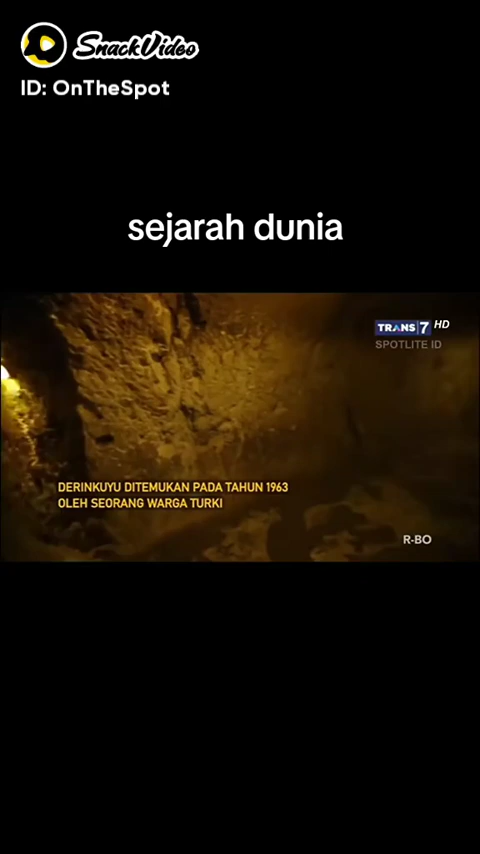 SnackVideo
ID: OnTheSpot
sejarah dunia
TRANS|7 HD
SPOTLITE ID
DERINKUYU DITEMUKAN PADA TAHUN 1963
OLEH SEORANG WARGA TURKI
R-BO